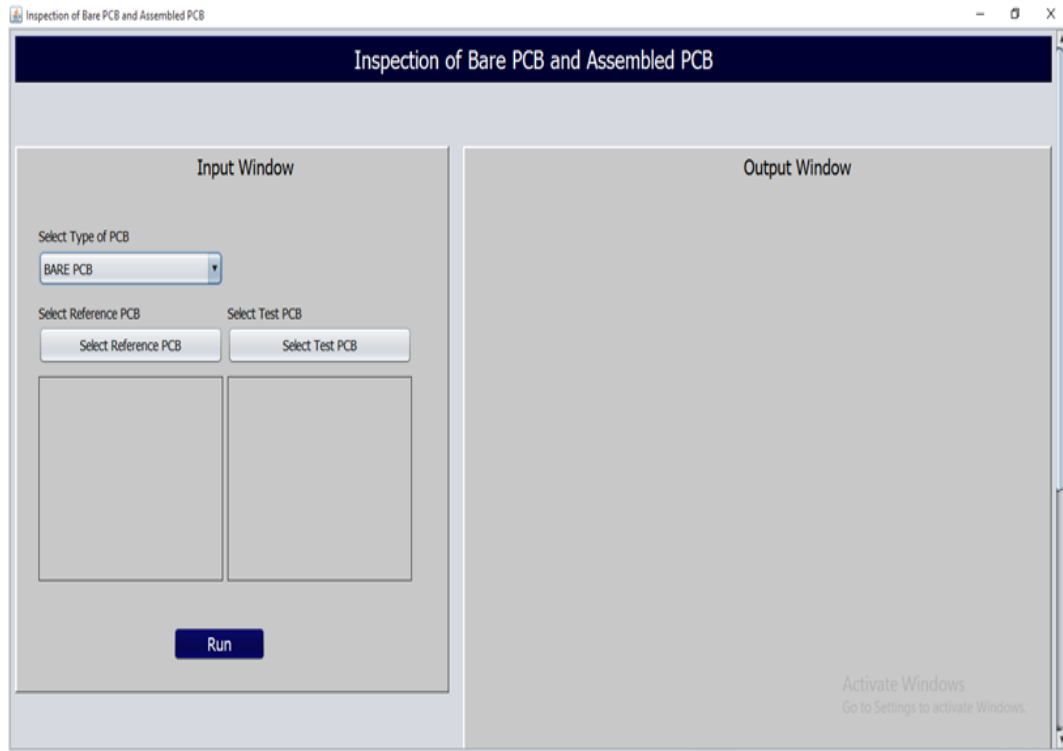 Inspection of Bare PCB and Assembled PCB
Inspection of Bare PCB and Assembled PCB
Input Window
Output Window
Select Type of PCB
BARE PCB
Select Reference PCB
Select Test PCB
Select Reference PCB
Select Test PCB
Run
Activate Windows
Go to Settings to activate Windows.